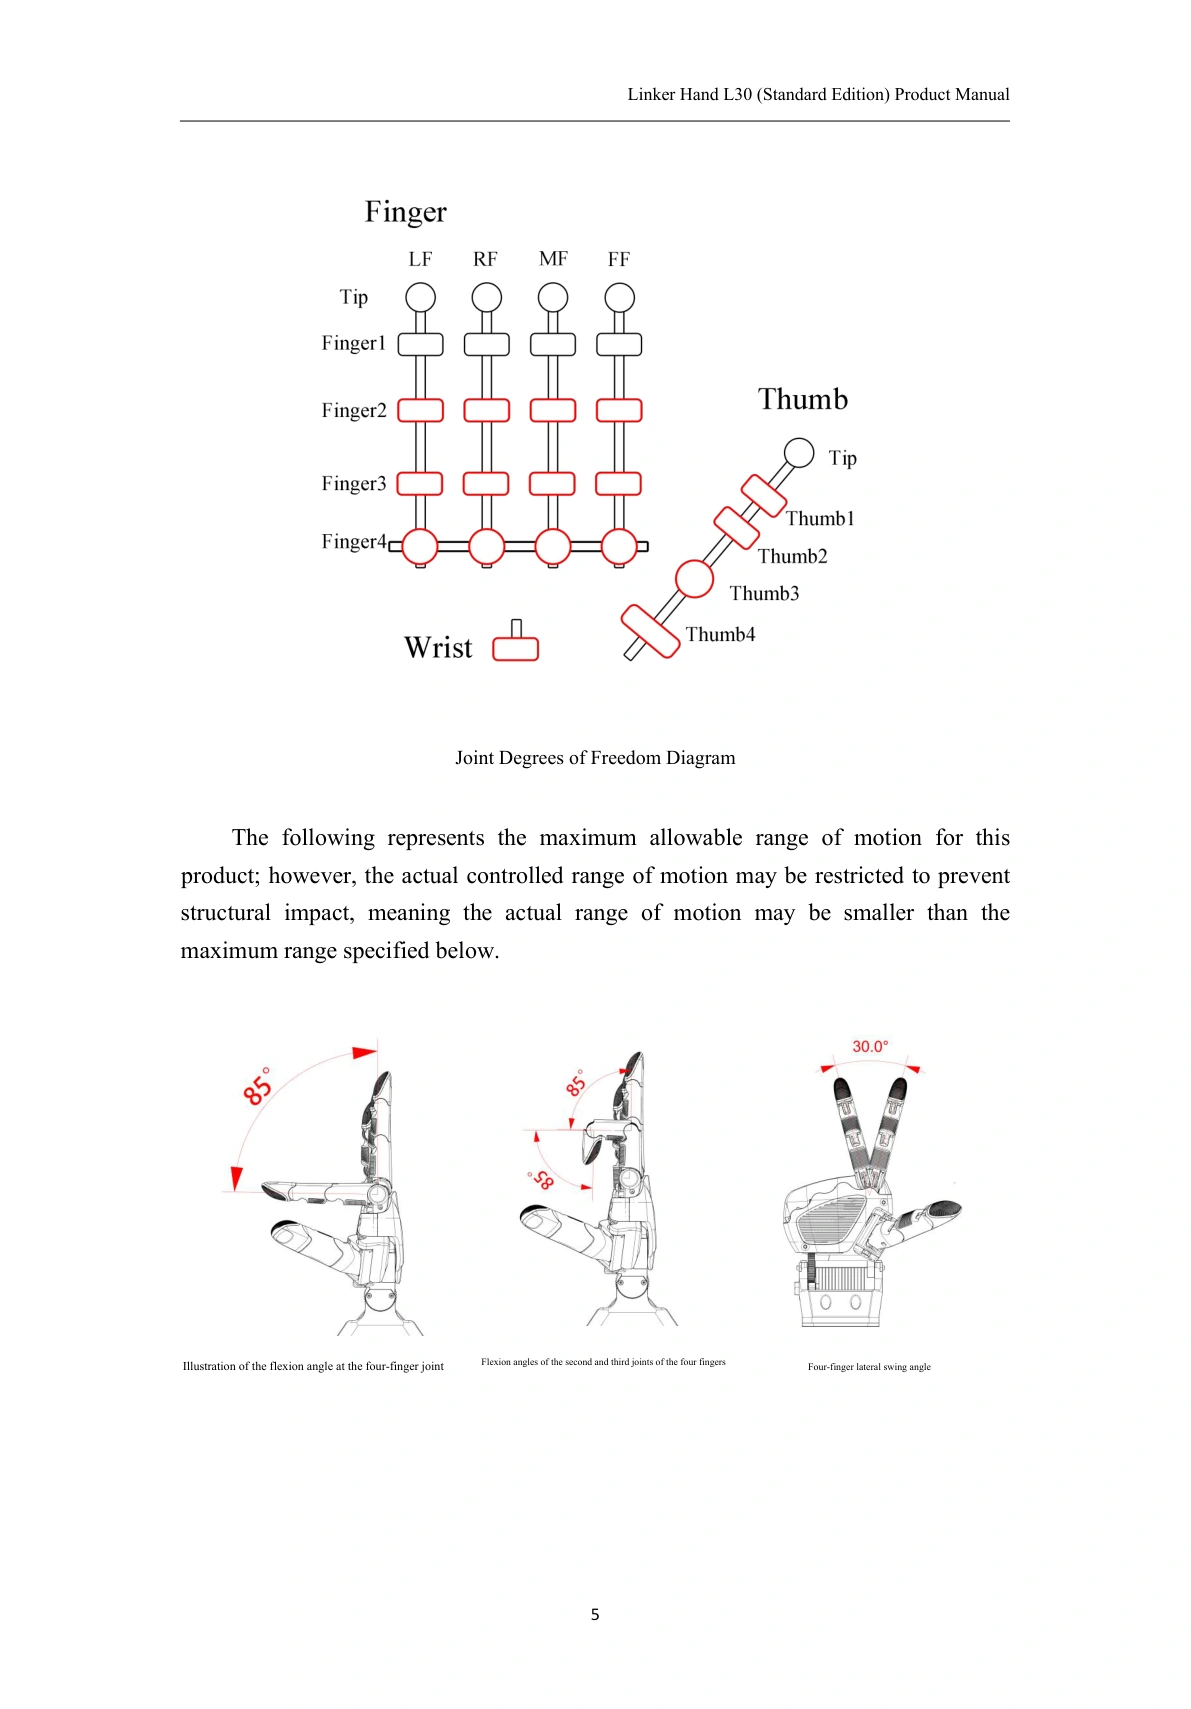 Linker Hand L30 (Standard Edition) Product Manual
Finger
LF RF MF FF
Tip
Finger1
Finger2
Finger3
Finger4
Thumb
Tip
Thumb1
Thumb2
Thumb3
Thumb4
Wrist
Joint Degrees of Freedom Diagram
The following represents the maximum allowable range of motion for this
product; however, the actual controlled range of motion may be restricted to prevent
structural impact, meaning the actual range of motion may be smaller than the
maximum range specified below.
85°
85°
85°
30.0°
Illustration of the flexion angle at the four-finger joint
Flexion angles of the second and third joints of the four fingers
Four-finger lateral swing angle
5